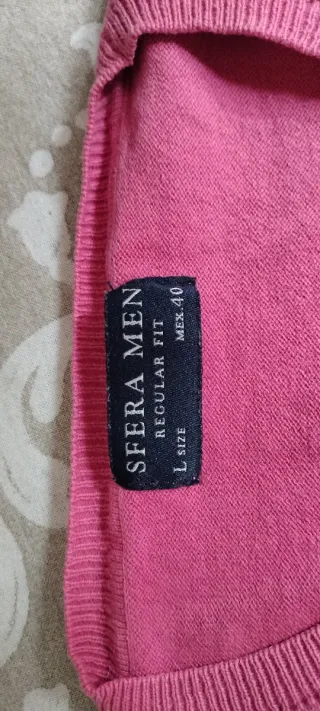 SFERA MEN
REGULAR FIT
L SIZE MEX.40